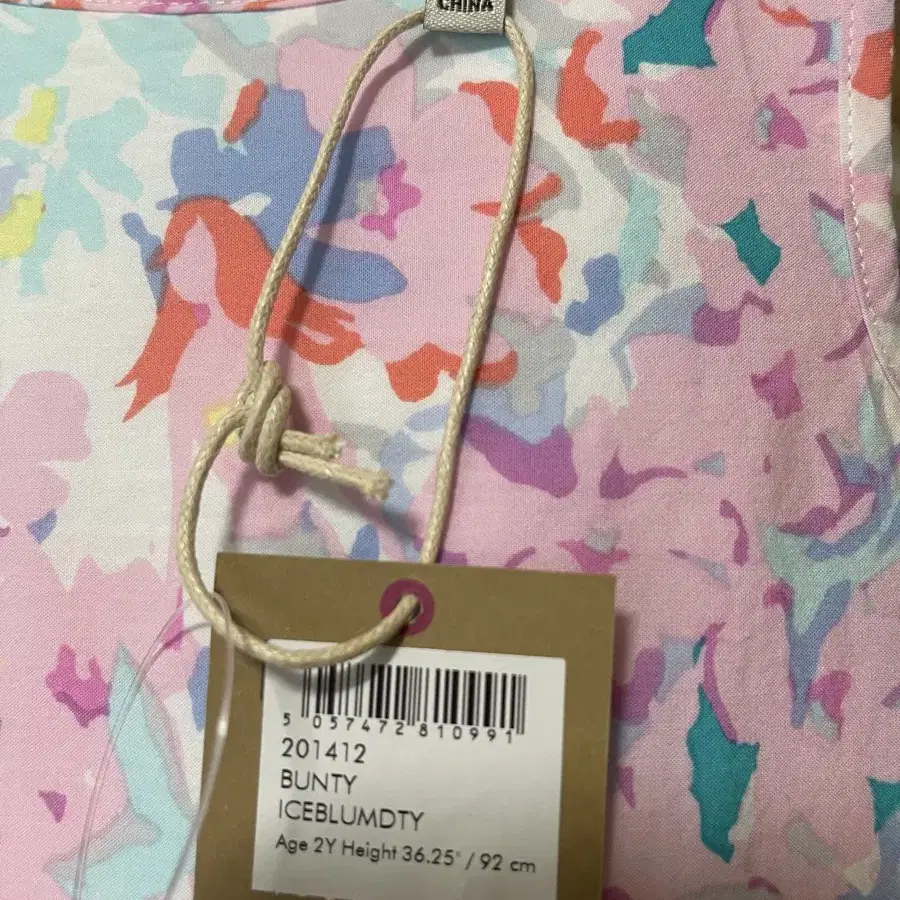 CHINA
5 057472 810991
201412
BUNTY
ICEBLUMDTY
Age 2Y Height 36.25" / 92 cm